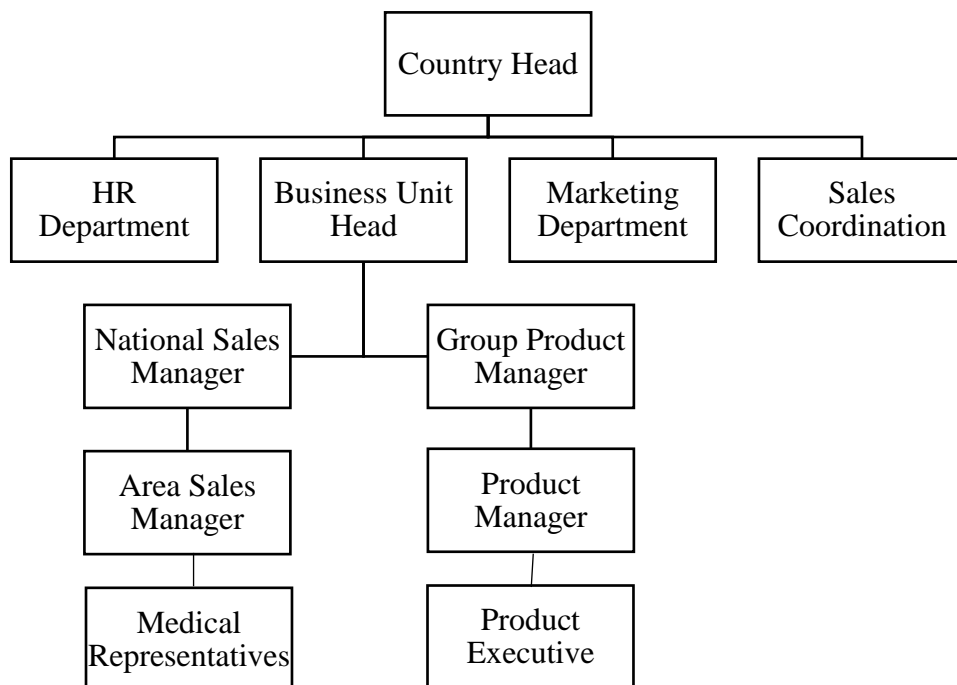 Country Head
HR
Department
Business Unit
Head
Marketing
Department
Sales
Coordination
National Sales
Manager
Group Product
Manager
Area Sales
Manager
Product
Manager
Medical
Representatives
Product
Executive